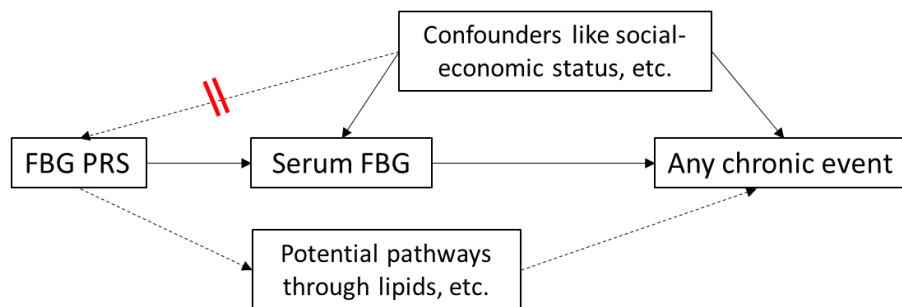 Confounders like social-
economic status, etc.
FBG PRS
Serum FBG
Any chronic event
Potential pathways
through lipids, etc.